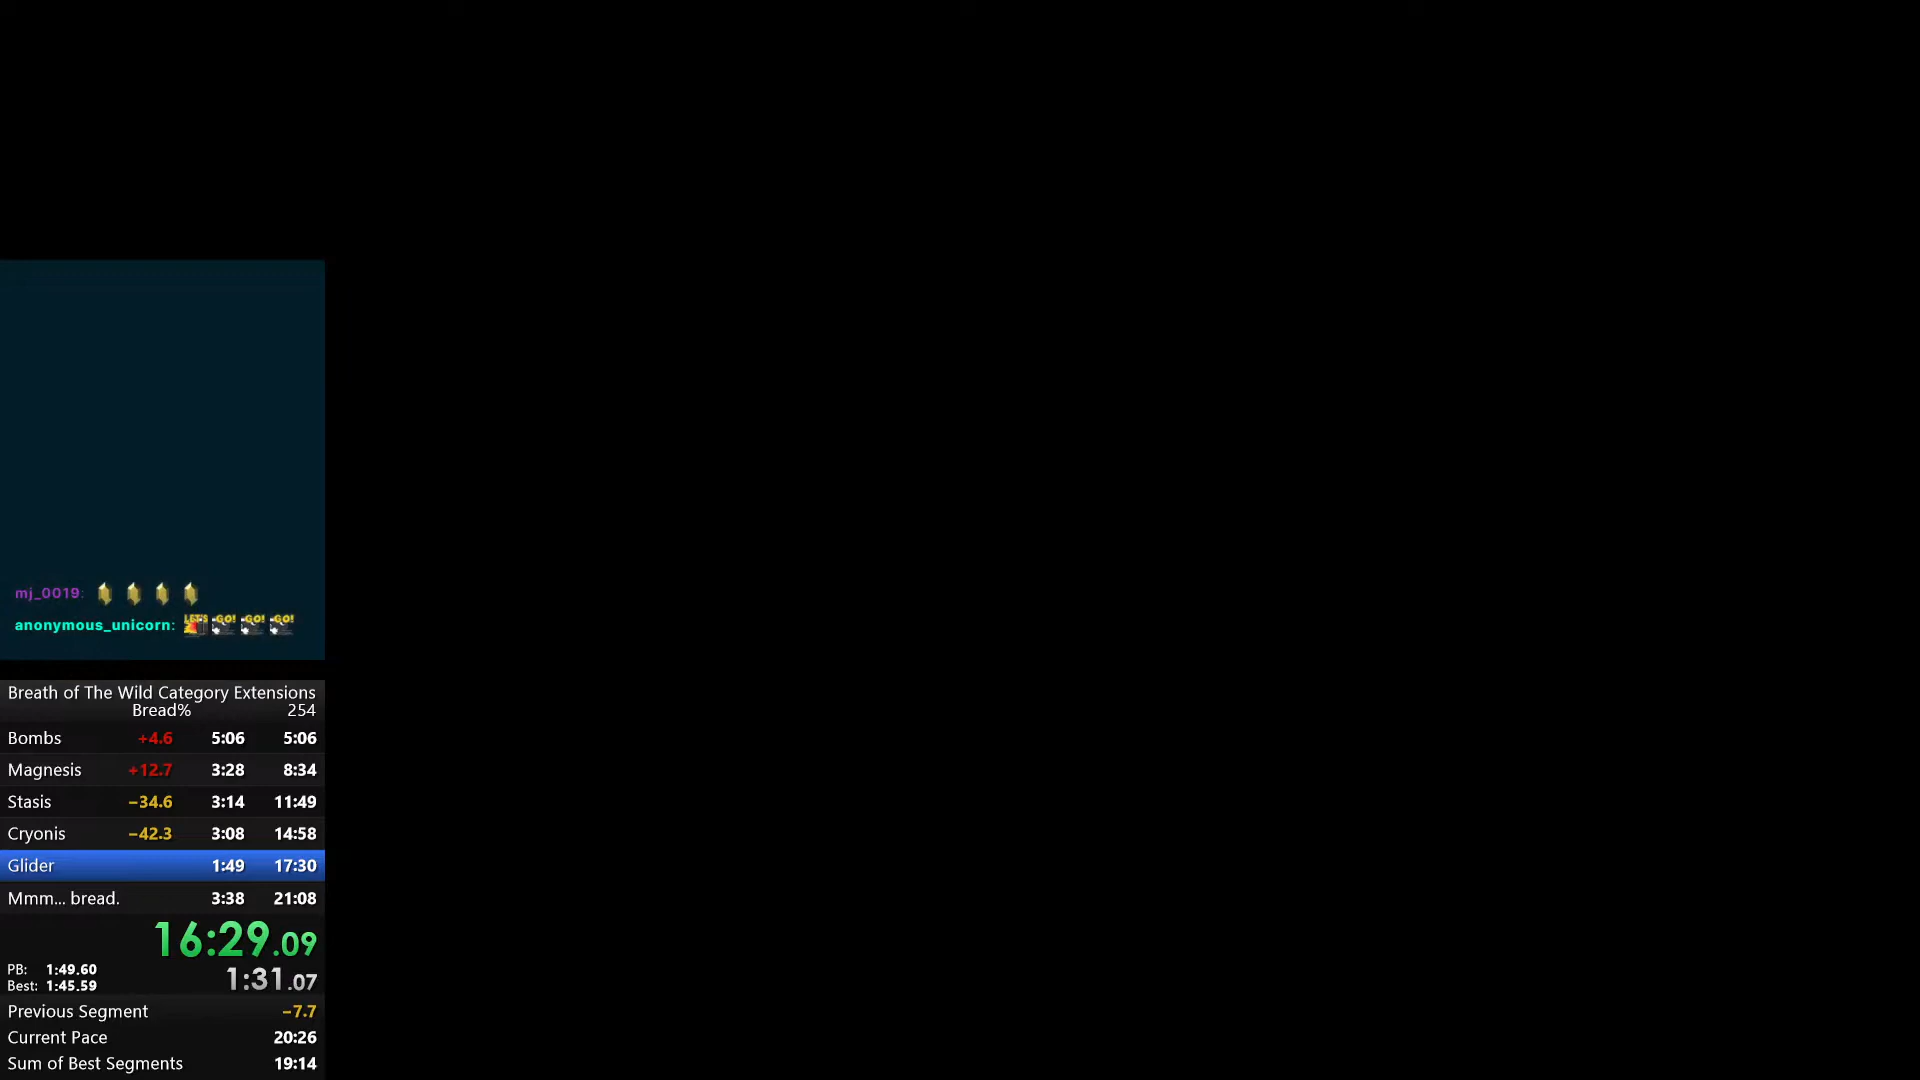 mj_0019:
anonymous_unicorn: LET'S GO! GO! GO!
Breath of The Wild Category Extensions
Bread% 254
Bombs +4.6 5:06 5:06
Magnesis +12.7 3:28 8:34
Stasis −34.6 3:14 11:49
Cryonis −42.3 3:08 14:58
Glider 1:49 17:30
Mmm... bread. 3:38 21:08
16:29.09
PB: 1:49.60
1:31.07
Best: 1:45.59
Previous Segment −7.7
Current Pace 20:26
Sum of Best Segments 19:14